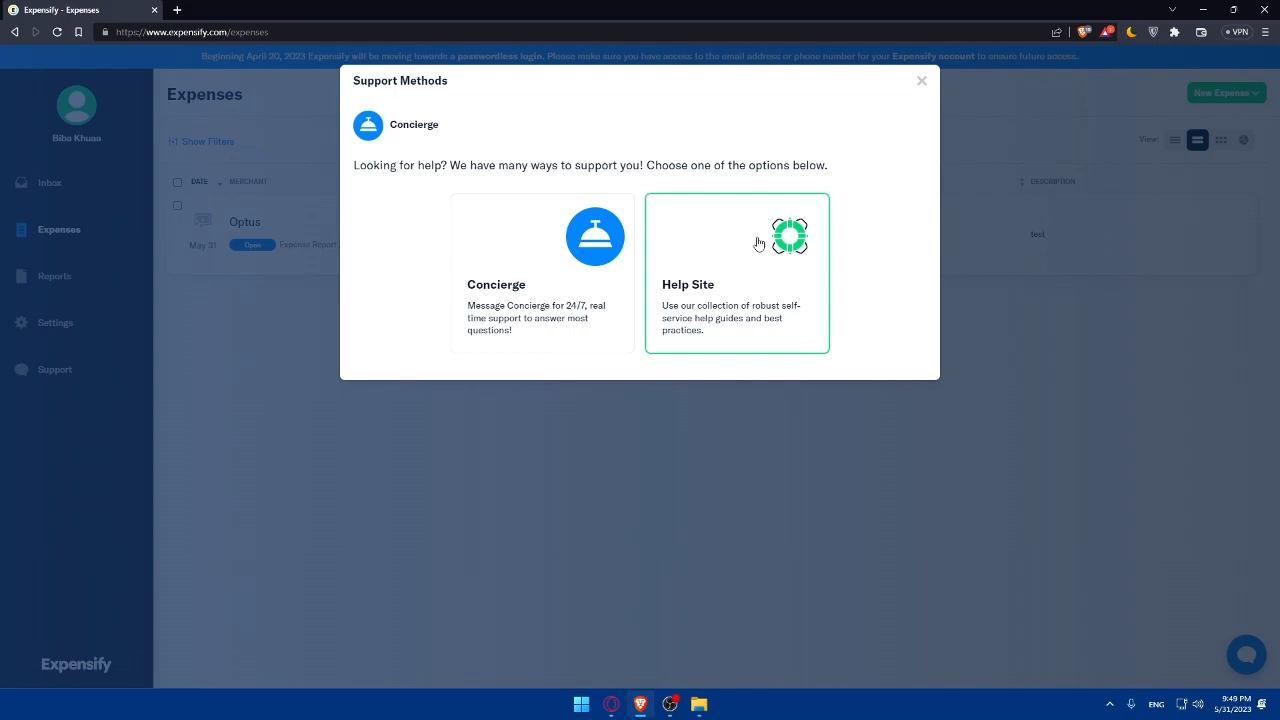 Expensify - Expenses
https://www.expensify.com/expenses
VPN
Beginning April 20, 2023 Expensify will be moving towards a passwordless login. Please make sure you have access to the email address or phone number for your Expensify account to ensure future access.
Biba Khuaa
Inbox
Expenses
Reports
Settings
Support
Expensify
Expenses
New Expense
Show Filters
View:
DATE
MERCHANT
DESCRIPTION
Optus
May 31
Open
Expense Report
test
Support Methods
Concierge
Looking for help? We have many ways to support you! Choose one of the options below.
Concierge
Message Concierge for 24/7, real
time support to answer most
questions!
Help Site
Use our collection of robust self-
service help guides and best
practices.
ENG
9:49 PM
5/31/2023